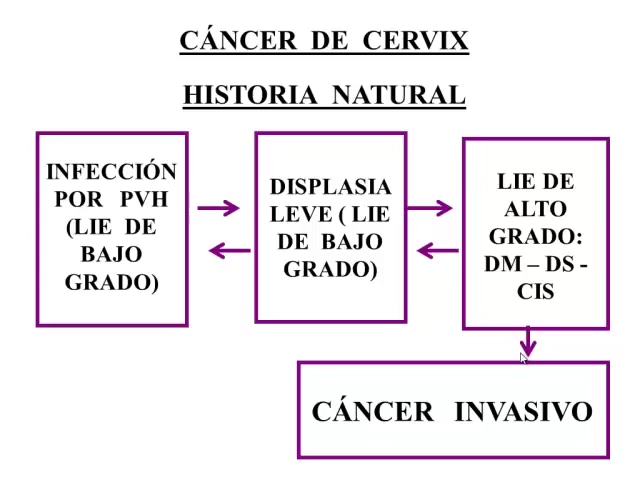 CÁNCER DE CERVIX
HISTORIA NATURAL
INFECCIÓN
POR PVH
(LIE DE
BAJO
GRADO)
DISPLASIA
LEVE ( LIE
DE BAJO
GRADO)
LIE DE
ALTO
GRADO:
DM – DS -
CIS
CÁNCER INVASIVO